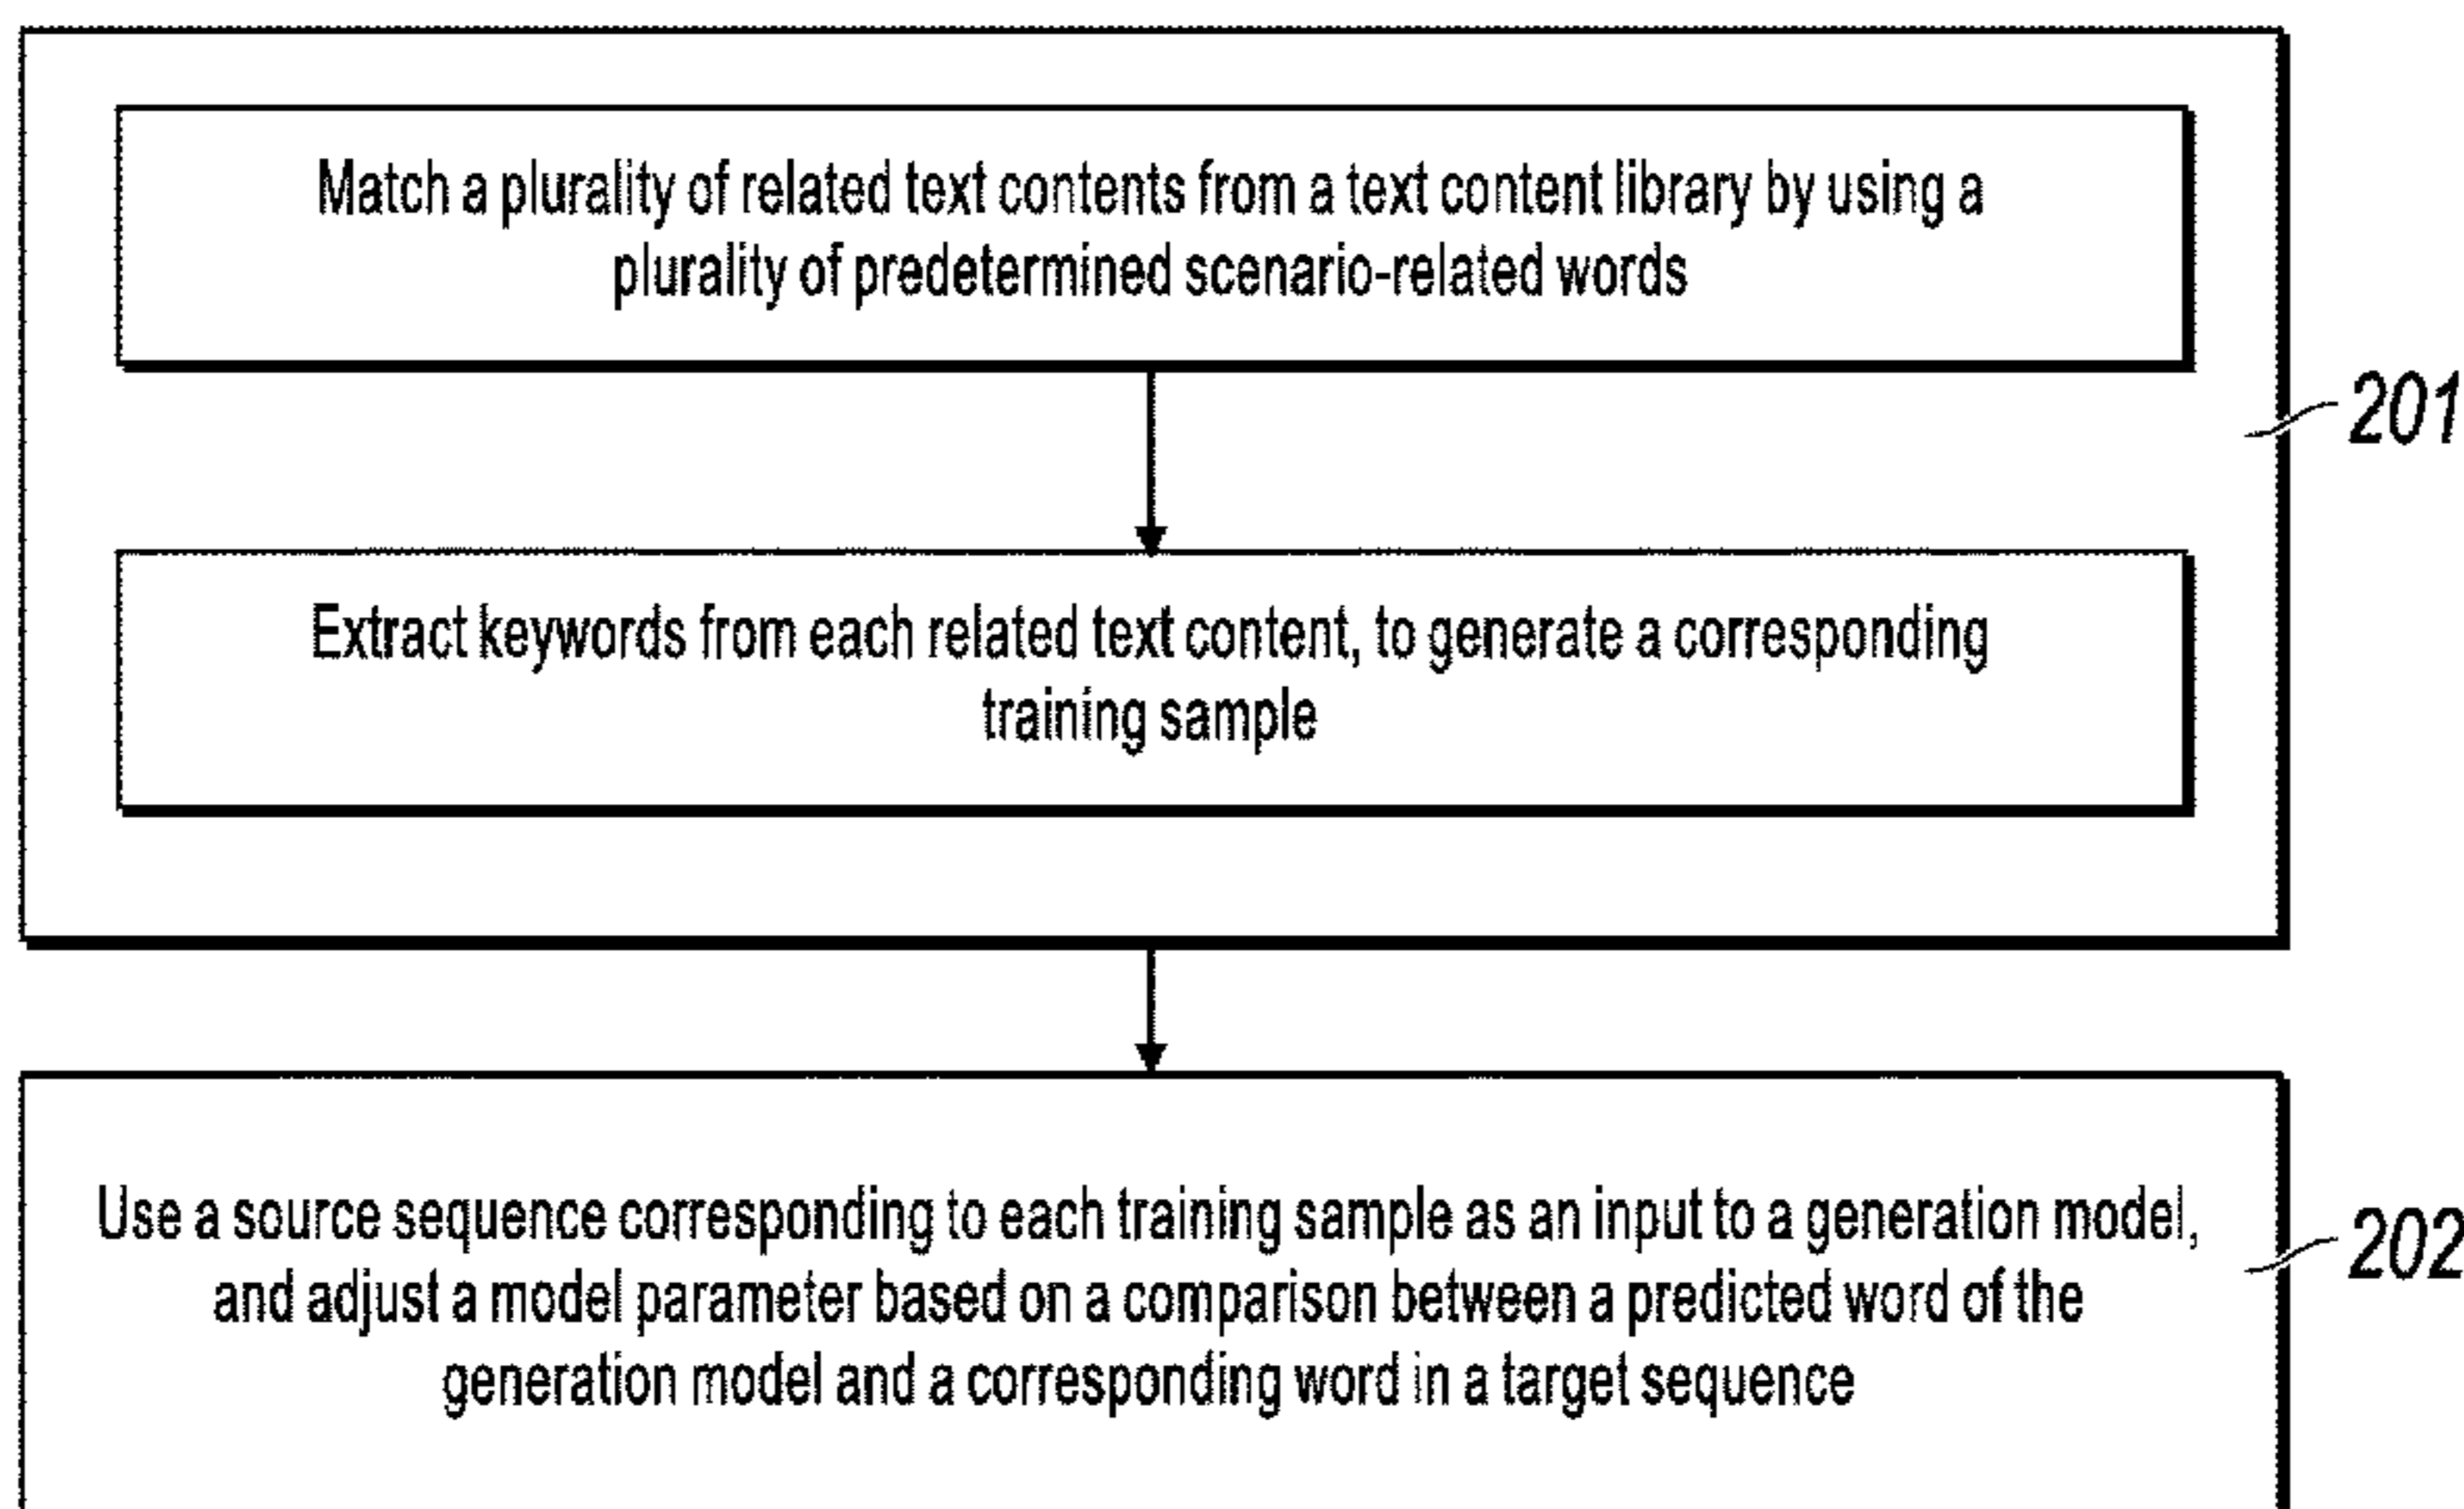 Match a plurality of related text contents from a text content library by using a
plurality of predetermined scenario-related words
201
Extract keywords from each related text content, to generate a corresponding
training sample
Use a source sequence corresponding to each training sample as an input to a generation model,
and adjust a model parameter based on a comparison between a predicted word of the
generation model and a corresponding word in a target sequence
202